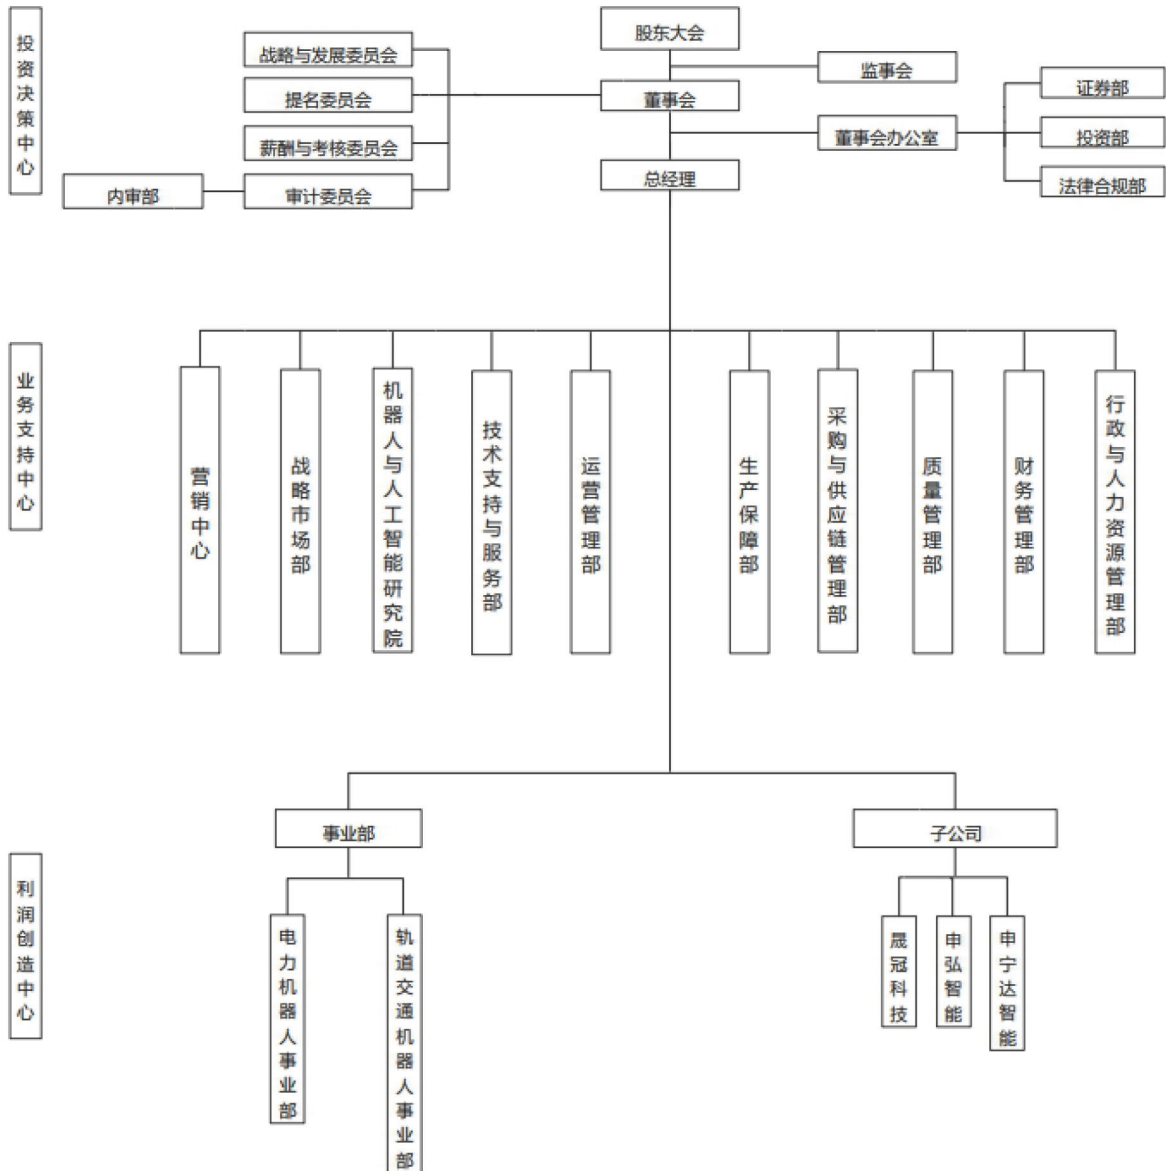 投资决策中心
股东大会
战略与发展委员会
监事会
提名委员会
董事会
证券部
薪酬与考核委员会
董事会办公室
投资部
内审部
审计委员会
总经理
法律合规部
业务支持中心
营销中心
战略市场部
机器人与人工智能研究院
技术支持与服务部
运营管理部
生产保障部
采购与供应链管理部
质量管理部
财务管理部
行政与人力资源管理部
利润创造中心
事业部
子公司
电力机器人事业部
轨道交通机器人事业部
晟冠科技
申弘智能
申宁达智能